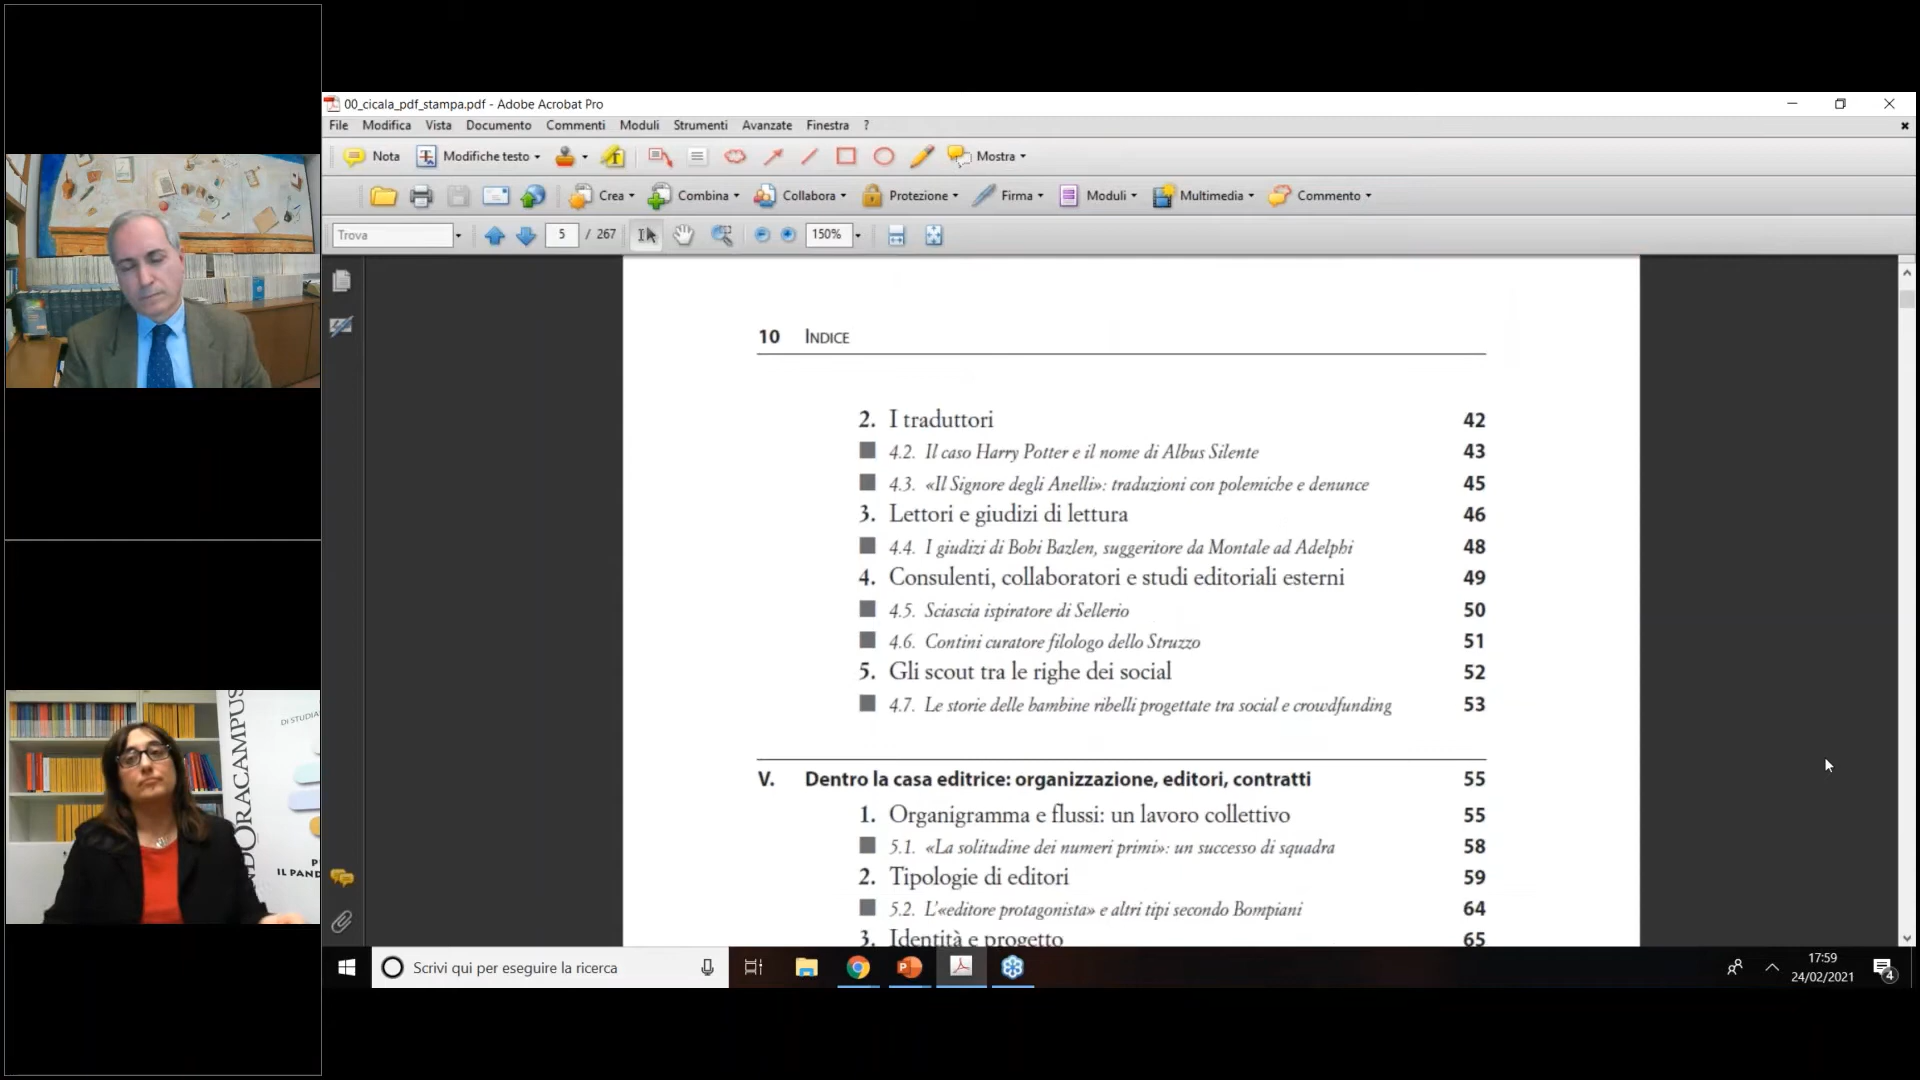 00_cicala_pdf_stampa.pdf - Adobe Acrobat Pro
File Modifica Vista Documento Commenti Moduli Strumenti Avanzate Finestra ?
Nota Modifiche testo Mostra
Crea Combina Collabora Protezione Firma Moduli Multimedia Commento
Trova 5 / 267 150%
10 INDICE
2. I traduttori 42
4.2. Il caso Harry Potter e il nome di Albus Silente 43
4.3. «Il Signore degli Anelli»: traduzioni con polemiche e denunce 45
3. Lettori e giudizi di lettura 46
4.4. I giudizi di Bobi Bazlen, suggeritore da Montale ad Adelphi 48
4. Consulenti, collaboratori e studi editoriali esterni 49
4.5. Sciascia ispiratore di Sellerio 50
4.6. Contini curatore filologo dello Struzzo 51
5. Gli scout tra le righe dei social 52
4.7. Le storie delle bambine ribelli progettate tra social e crowdfunding 53
V. Dentro la casa editrice: organizzazione, editori, contratti 55
1. Organigramma e flussi: un lavoro collettivo 55
5.1. «La solitudine dei numeri primi»: un successo di squadra 58
2. Tipologie di editori 59
5.2. L'«editore protagonista» e altri tipi secondo Bompiani 64
3. Identità e progetto 65
DORACAMPUS
DI STUDIA
P
IL PAND
Scrivi qui per eseguire la ricerca
17:59
24/02/2021
4